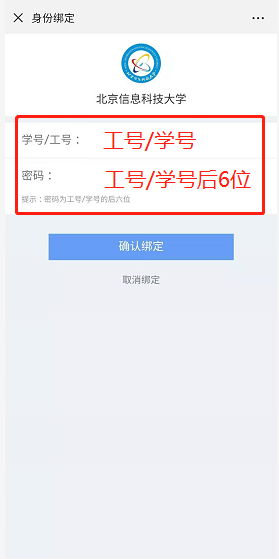 身份绑定
北京信息科技大学
学号/工号： 工号/学号
密码： 工号/学号后6位
提示：密码为工号/学号的后六位
确认绑定
取消绑定